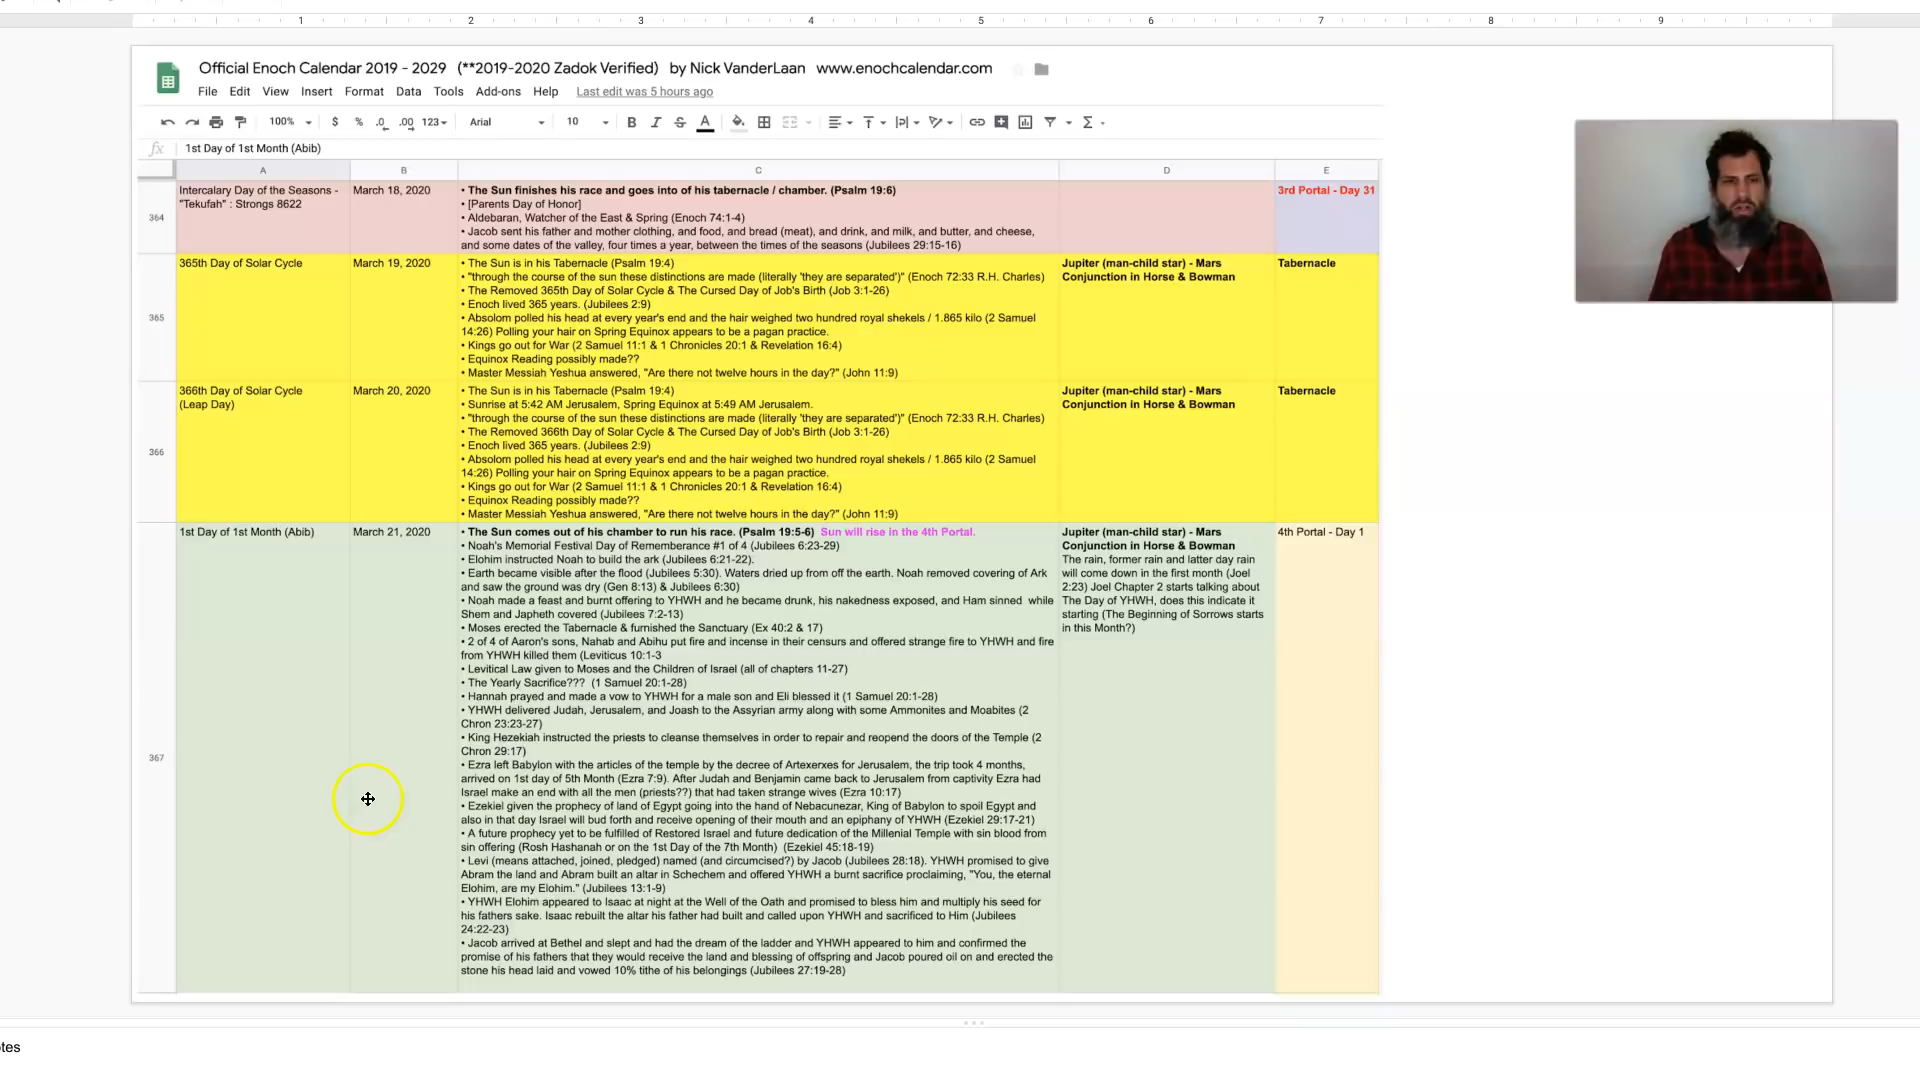 1 2 3 4 5 6 7 8 9
Official Enoch Calendar 2019 - 2029 (**2019-2020 Zadok Verified) by Nick VanderLaan www.enochcalendar.com
File Edit View Insert Format Data Tools Add-ons Help Last edit was 5 hours ago
100% $ % .0 .00 123 Arial 10 B I S A Σ
fx 1st Day of 1st Month (Abib)
A B C D E
364
Intercalary Day of the Seasons -
"Tekufah" : Strongs 8622
March 18, 2020
• The Sun finishes his race and goes into of his tabernacle / chamber. (Psalm 19:6)
• [Parents Day of Honor]
• Aldebaran, Watcher of the East & Spring (Enoch 74:1-4)
• Jacob sent his father and mother clothing, and food, and bread (meat), and drink, and milk, and butter, and cheese,
and some dates of the valley, four times a year, between the times of the seasons (Jubilees 29:15-16)
3rd Portal - Day 31
365
365th Day of Solar Cycle
March 19, 2020
• The Sun is in his Tabernacle (Psalm 19:4)
• "through the course of the sun these distinctions are made (literally 'they are separated')" (Enoch 72:33 R.H. Charles)
• The Removed 365th Day of Solar Cycle & The Cursed Day of Job's Birth (Job 3:1-26)
• Enoch lived 365 years. (Jubilees 2:9)
• Absolom polled his head at every year's end and the hair weighed two hundred royal shekels / 1.865 kilo (2 Samuel
14:26) Polling your hair on Spring Equinox appears to be a pagan practice.
• Kings go out for War (2 Samuel 11:1 & 1 Chronicles 20:1 & Revelation 16:4)
• Equinox Reading possibly made??
• Master Messiah Yeshua answered, "Are there not twelve hours in the day?" (John 11:9)
Jupiter (man-child star) - Mars
Conjunction in Horse & Bowman
Tabernacle
366
366th Day of Solar Cycle
(Leap Day)
March 20, 2020
• The Sun is in his Tabernacle (Psalm 19:4)
• Sunrise at 5:42 AM Jerusalem, Spring Equinox at 5:49 AM Jerusalem.
• "through the course of the sun these distinctions are made (literally 'they are separated')" (Enoch 72:33 R.H. Charles)
• The Removed 366th Day of Solar Cycle & The Cursed Day of Job's Birth (Job 3:1-26)
• Enoch lived 365 years. (Jubilees 2:9)
• Absolom polled his head at every year's end and the hair weighed two hundred royal shekels / 1.865 kilo (2 Samuel
14:26) Polling your hair on Spring Equinox appears to be a pagan practice.
• Kings go out for War (2 Samuel 11:1 & 1 Chronicles 20:1 & Revelation 16:4)
• Equinox Reading possibly made??
• Master Messiah Yeshua answered, "Are there not twelve hours in the day?" (John 11:9)
Jupiter (man-child star) - Mars
Conjunction in Horse & Bowman
Tabernacle
367
1st Day of 1st Month (Abib)
March 21, 2020
• The Sun comes out of his chamber to run his race. (Psalm 19:5-6) Sun will rise in the 4th Portal.
• Noah's Memorial Festival Day of Rememberance #1 of 4 (Jubilees 6:23-29)
• Elohim instructed Noah to build the ark (Jubilees 6:21-22).
• Earth became visible after the flood (Jubilees 5:30). Waters dried up from off the earth. Noah removed covering of Ark
and saw the ground was dry (Gen 8:13) & Jubilees 6:30)
• Noah made a feast and burnt offering to YHWH and he became drunk, his nakedness exposed, and Ham sinned while
Shem and Japheth covered (Jubilees 7:2-13)
• Moses erected the Tabernacle & furnished the Sanctuary (Ex 40:2 & 17)
• 2 of 4 of Aaron's sons, Nahab and Abihu put fire and incense in their censurs and offered strange fire to YHWH and fire
from YHWH killed them (Leviticus 10:1-3
• Levitical Law given to Moses and the Children of Israel (all of chapters 11-27)
• The Yearly Sacrifice??? (1 Samuel 20:1-28)
• Hannah prayed and made a vow to YHWH for a male son and Eli blessed it (1 Samuel 20:1-28)
• YHWH delivered Judah, Jerusalem, and Joash to the Assyrian army along with some Ammonites and Moabites (2
Chron 23:23-27)
• King Hezekiah instructed the priests to cleanse themselves in order to repair and reopend the doors of the Temple (2
Chron 29:17)
• Ezra left Babylon with the articles of the temple by the decree of Artexerxes for Jerusalem, the trip took 4 months,
arrived on 1st day of 5th Month (Ezra 7:9). After Judah and Benjamin came back to Jerusalem from captivity Ezra had
Israel make an end with all the men (priests??) that had taken strange wives (Ezra 10:17)
• Ezekiel given the prophecy of land of Egypt going into the hand of Nebacunezar, King of Babylon to spoil Egypt and
also in that day Israel will bud forth and receive opening of their mouth and an epiphany of YHWH (Ezekiel 29:17-21)
• A future prophecy yet to be fulfilled of Restored Israel and future dedication of the Millenial Temple with sin blood from
sin offering (Rosh Hashanah or on the 1st Day of the 7th Month) (Ezekiel 45:18-19)
• Levi (means attached, joined, pledged) named (and circumcised?) by Jacob (Jubilees 28:18). YHWH promised to give
Abram the land and Abram built an altar in Schechem and offered YHWH a burnt sacrifice proclaiming, "You, the eternal
Elohim, are my Elohim." (Jubilees 13:1-9)
• YHWH Elohim appeared to Isaac at night at the Well of the Oath and promised to bless him and multiply his seed for
his fathers sake. Isaac rebuilt the altar his father had built and called upon YHWH and sacrificed to Him (Jubilees
24:22-23)
• Jacob arrived at Bethel and slept and had the dream of the ladder and YHWH appeared to him and confirmed the
promise of his fathers that they would receive the land and blessing of offspring and Jacob poured oil on and erected the
stone his head laid and vowed 10% tithe of his belongings (Jubilees 27:19-28)
Jupiter (man-child star) - Mars
Conjunction in Horse & Bowman
The rain, former rain and latter day rain
will come down in the first month (Joel
2:23) Joel Chapter 2 starts talking about
The Day of YHWH, does this indicate it
starting (The Beginning of Sorrows starts
in this Month?)
4th Portal - Day 1
otes